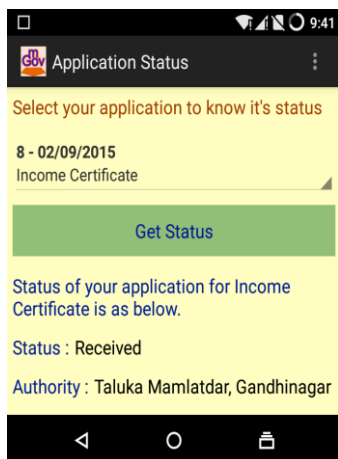 9:41
m
Gov
Application Status
Select your application to know it's status
8 - 02/09/2015
Income Certificate
Get Status
Status of your application for Income
Certificate is as below.
Status : Received
Authority : Taluka Mamlatdar, Gandhinagar